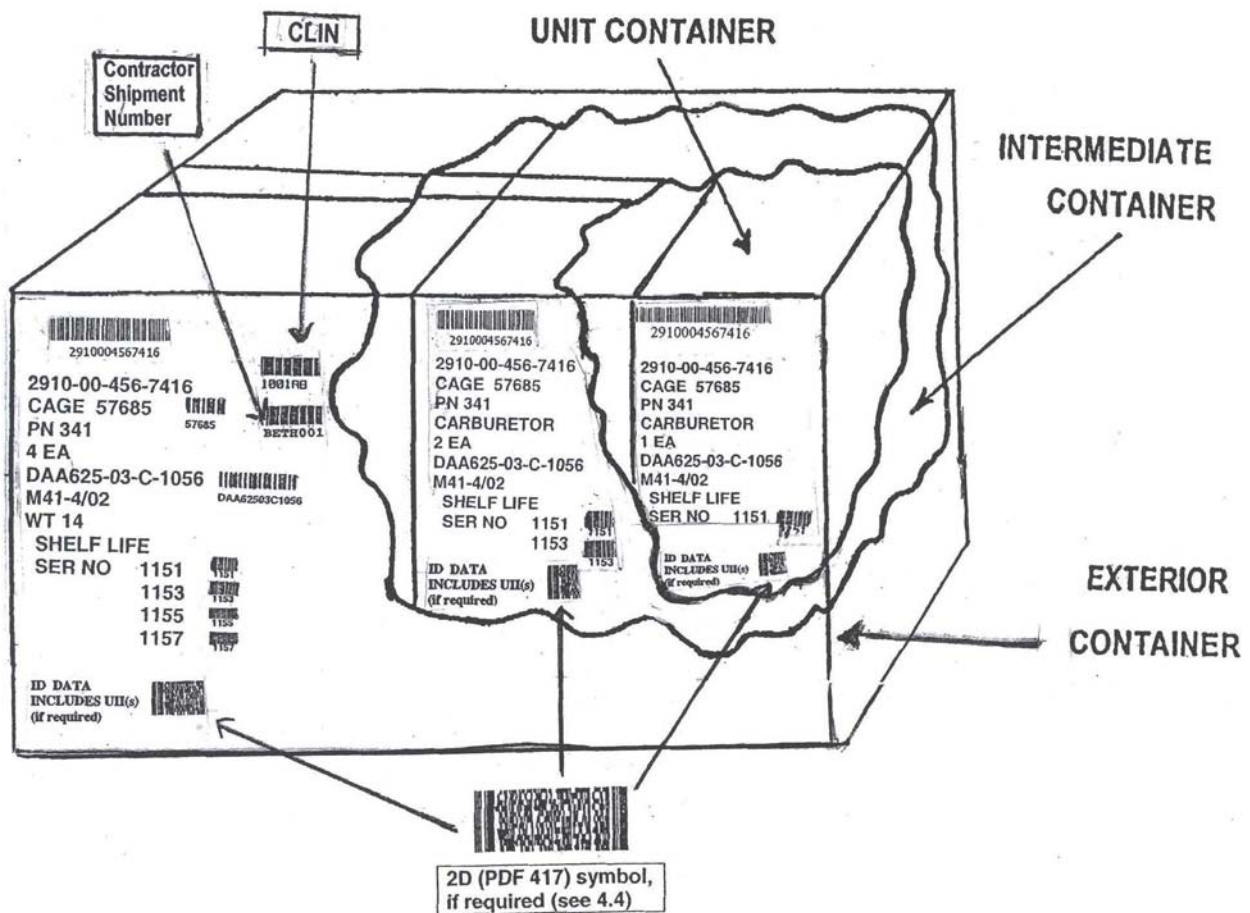 CLIN
UNIT CONTAINER
Contractor
Shipment
Number
INTERMEDIATE
CONTAINER
2910004567416
2910-00-456-7416
CAGE 57685
57685
PN 341
4 EA
DAA625-03-C-1056
DAA62503C1056
M41-4/02
WT 14
SHELF LIFE
SER NO 1151
1151
1153
1153
1155
1155
1157
1157
ID DATA
INCLUDES UII(s)
(if required)
1001AB
BETH001
2910004567416
2910-00-456-7416
CAGE 57685
PN 341
CARBURETOR
2 EA
DAA625-03-C-1056
M41-4/02
SHELF LIFE
SER NO 1151
1151
1153
1153
ID DATA
INCLUDES UII(s)
(if required)
2910004567416
2910-00-456-7416
CAGE 57685
PN 341
CARBURETOR
1 EA
DAA625-03-C-1056
M41-4/02
SHELF LIFE
SER NO 1151
1151
ID DATA
INCLUDES UII(s)
(if required)
EXTERIOR
CONTAINER
2D (PDF 417) symbol,
if required (see 4.4)